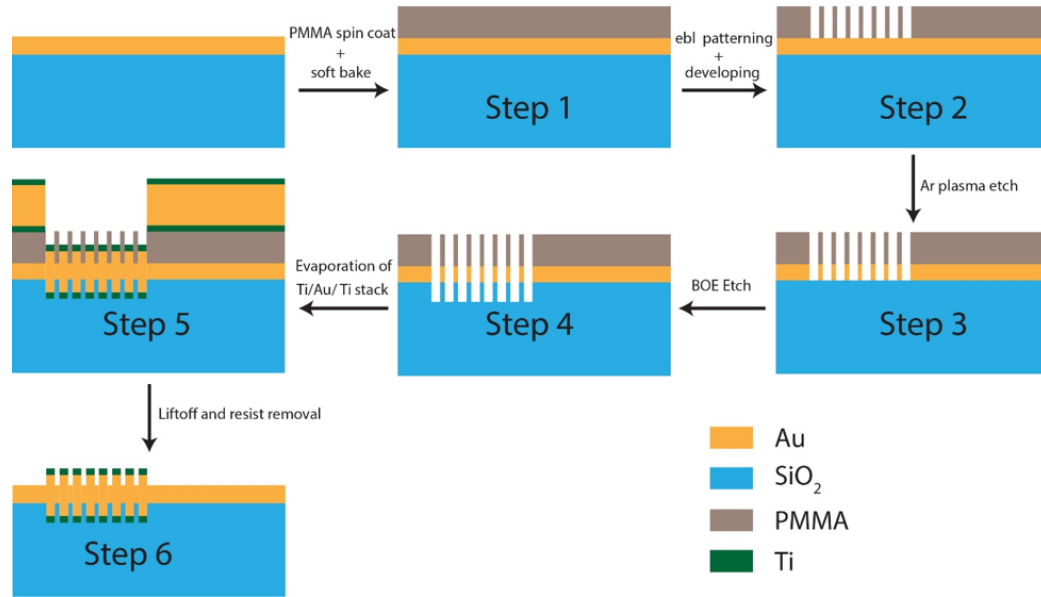 PMMA spin coat
+
soft bake
Step 1
ebl patterning
+
developing
Step 2
Ar plasma etch
Step 3
BOE Etch
Step 4
Evaporation of
Ti/Au/ Ti stack
Step 5
Liftoff and resist removal
Step 6
Au
SiO₂
PMMA
Ti